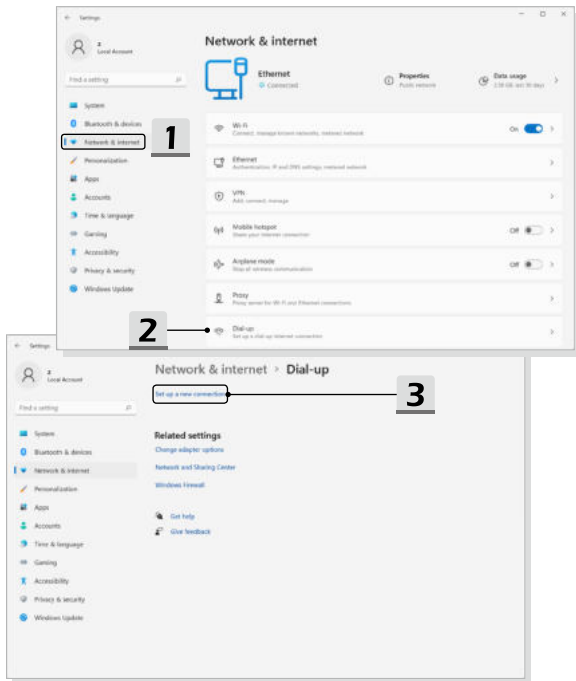 Settings
z
Local Account
Find a setting
System
Bluetooth & devices
Network & internet
Personalization
Apps
Accounts
Time & language
Gaming
Accessibility
Privacy & security
Windows Update
1
2
Network & internet
Ethernet
Connected
Properties
Public network
Data usage
GB, last 30 days
Wi-Fi
Connect, manage known networks, metered network
On
Ethernet
Authentication, IP and DNS settings, metered network
VPN
Add, connect, manage
Mobile hotspot
Share your internet connection
Off
Airplane mode
Stop all wireless communication
Off
Proxy
Proxy server for Wi-Fi and Ethernet connections
Dial-up
Set up a dial-up internet connection
Settings
z
Local Account
Find a setting
System
Bluetooth & devices
Network & internet
Personalization
Apps
Accounts
Time & language
Gaming
Accessibility
Privacy & security
Windows Update
Network & internet > Dial-up
Set up a new connection
3
Related settings
Change adapter options
Network and Sharing Center
Windows Firewall
Get help
Give feedback